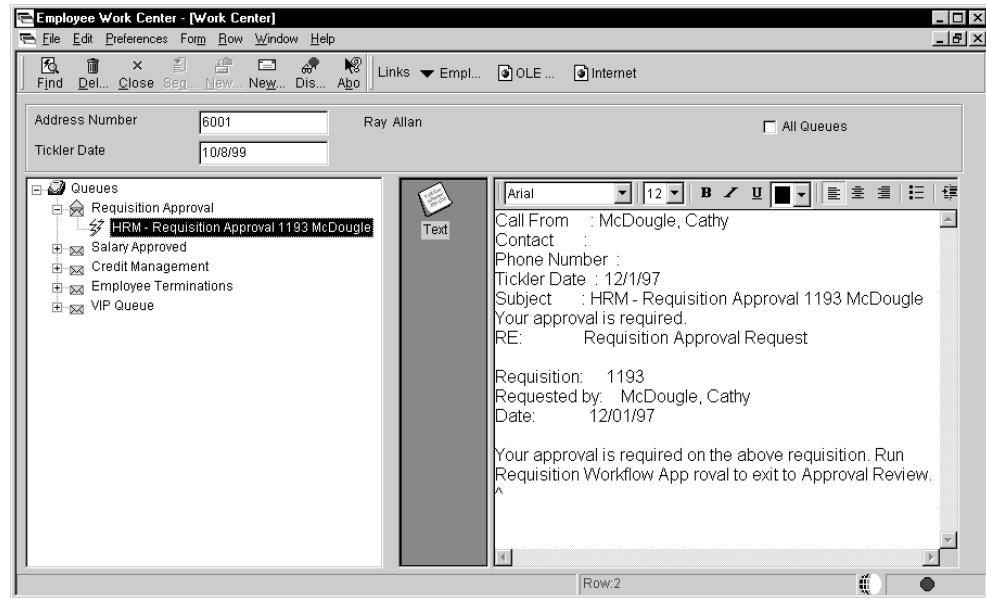 Employee Work Center - [Work Center]
File Edit Preferences Form Row Window Help
Find Del... Close Seq... New... New... Dis... Abo Links Empl... OLE ... Internet
Address Number 6001 Ray Allan All Queues
Tickler Date 10/8/99
Queues
Requisition Approval
HRM - Requisition Approval 1193 McDougle
Salary Approved
Credit Management
Employee Terminations
VIP Queue
Text
Arial 12 B I U
Call From : McDougle, Cathy
Contact :
Phone Number :
Tickler Date : 12/1/97
Subject : HRM - Requisition Approval 1193 McDougle
Your approval is required.
RE: Requisition Approval Request
Requisition: 1193
Requested by: McDougle, Cathy
Date: 12/01/97
Your approval is required on the above requisition. Run
Requisition Workflow App roval to exit to Approval Review.
^
Row:2